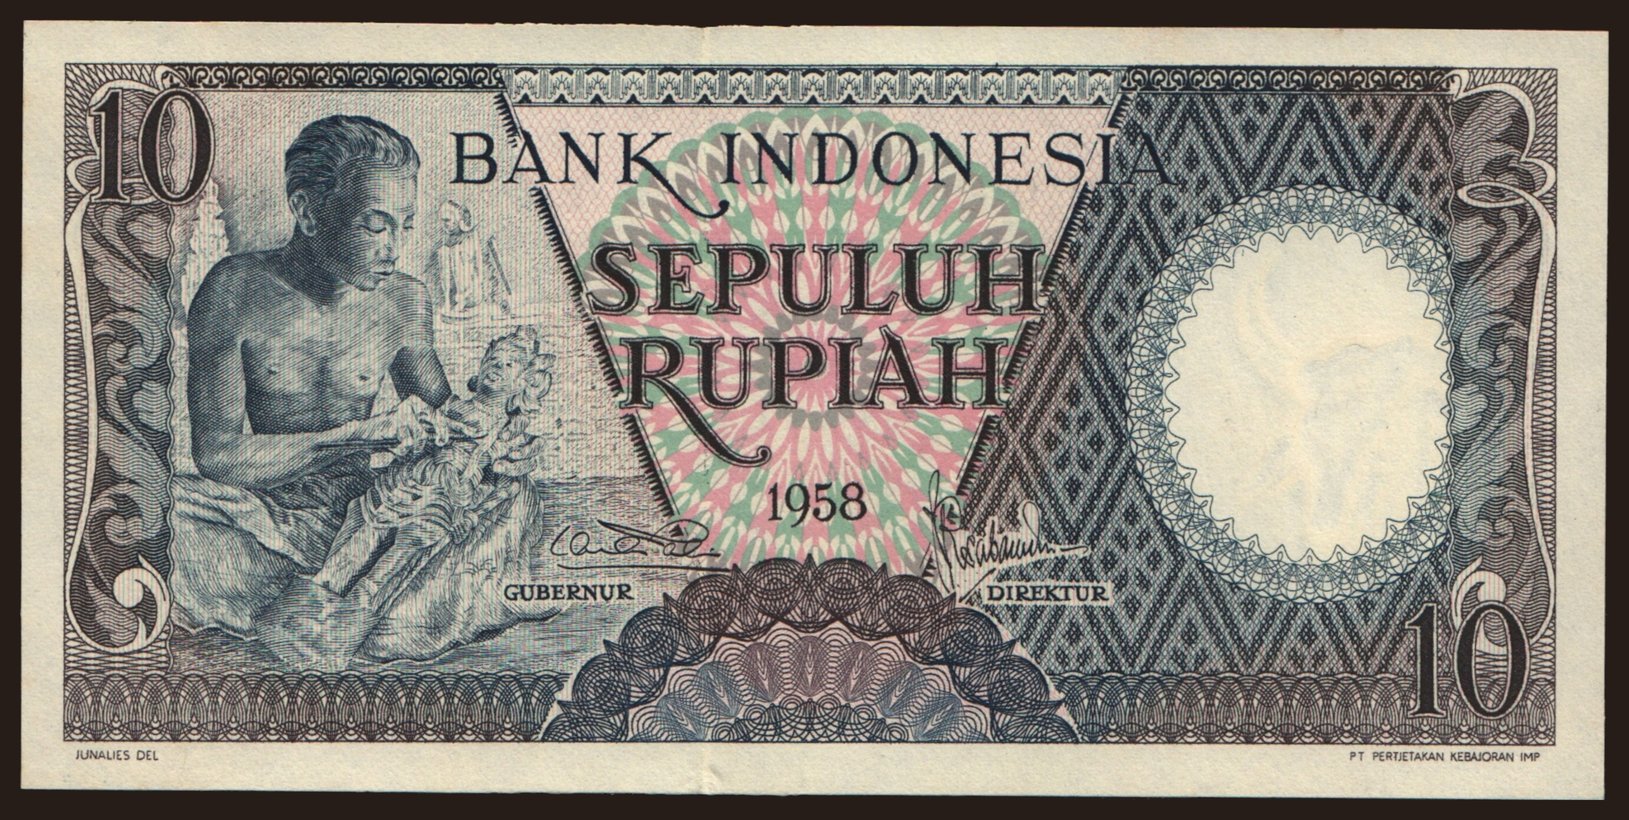 10
BANK INDONESIA
SEPULUH
RUPIAH
1958
GUBERNUR
DIREKTUR
10
JUNALIES DEL
PT PERTJETAKAN KEBAJORAN IMP